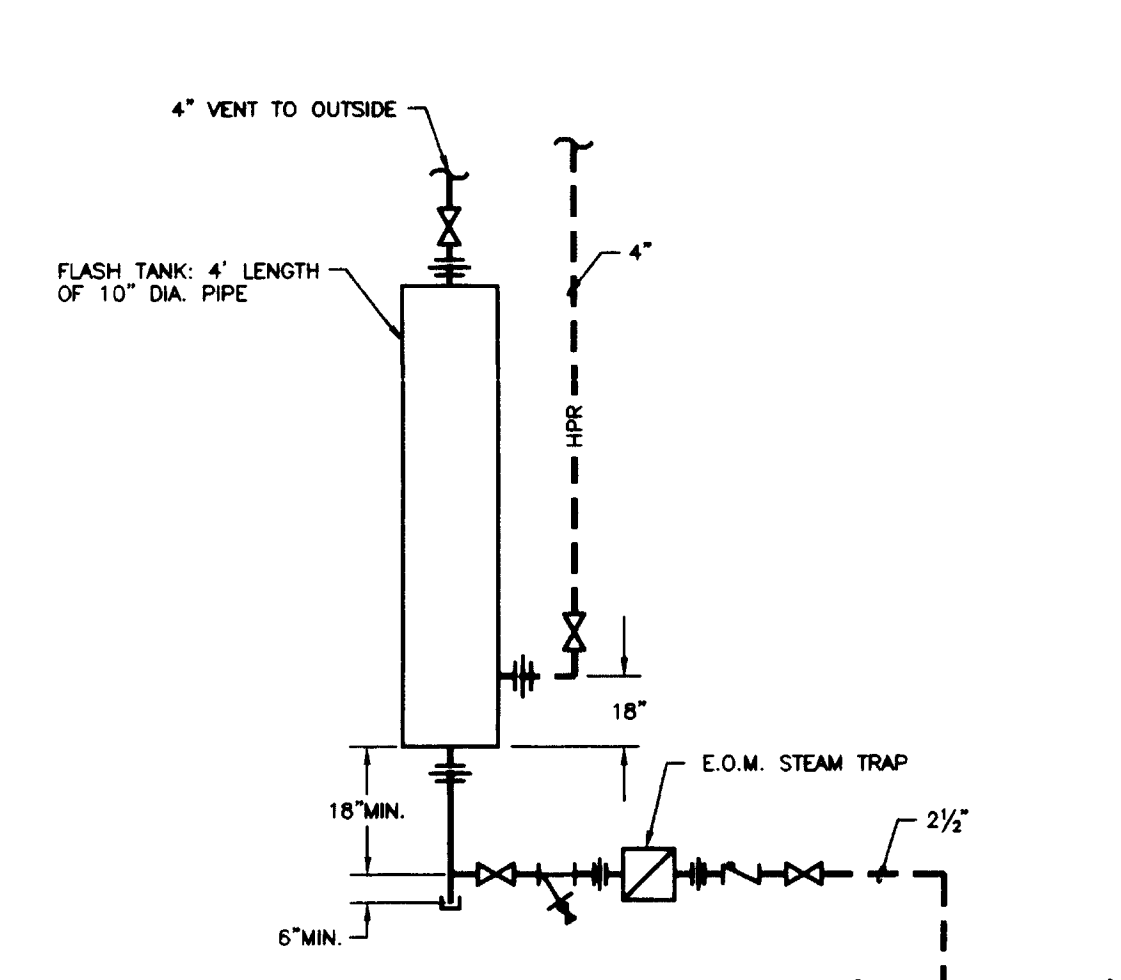 4" VENT TO OUTSIDE
4"
FLASH TANK: 4' LENGTH
OF 10" DIA. PIPE
HPR
18"
E.O.M. STEAM TRAP
18"MIN.
2½"
6"MIN.